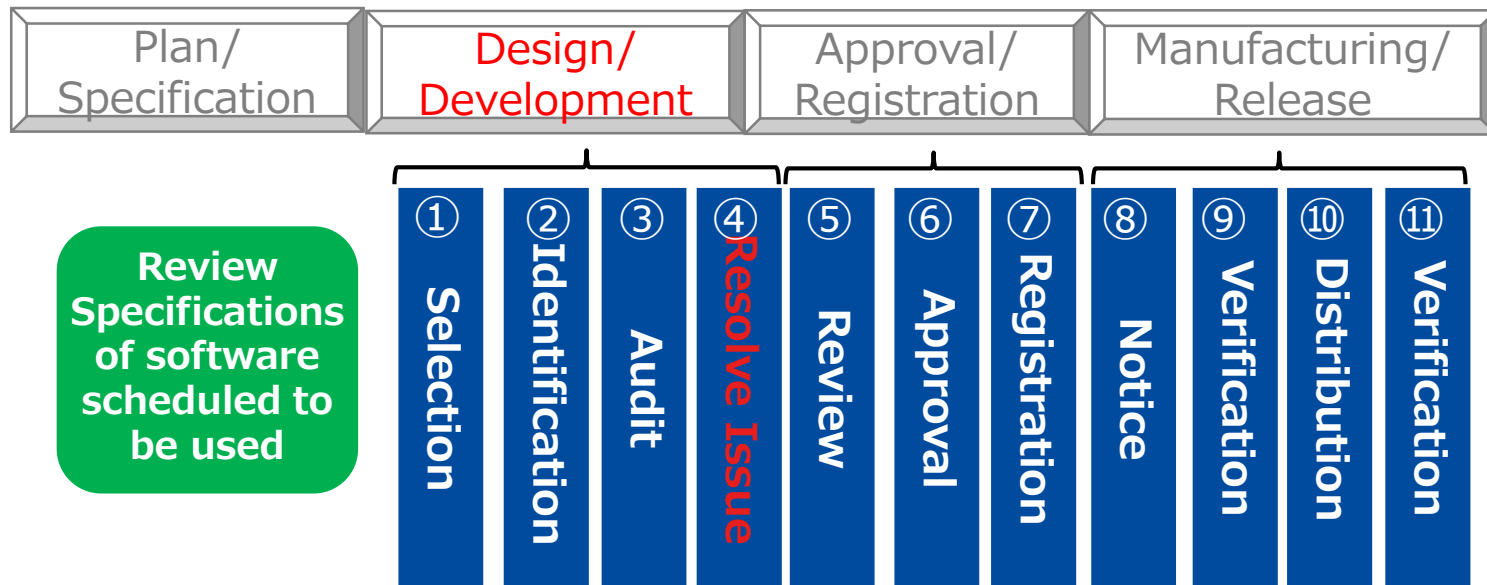 Plan/
Specification
Design/
Development
Approval/
Registration
Manufacturing/
Release
Review
Specifications
of software
scheduled to
be used
① Selection
② Identification
③ Audit
④ Resolve Issue
⑤ Review
⑥ Approval
⑦ Registration
⑧ Notice
⑨ Verification
⑩ Distribution
⑪ Verification